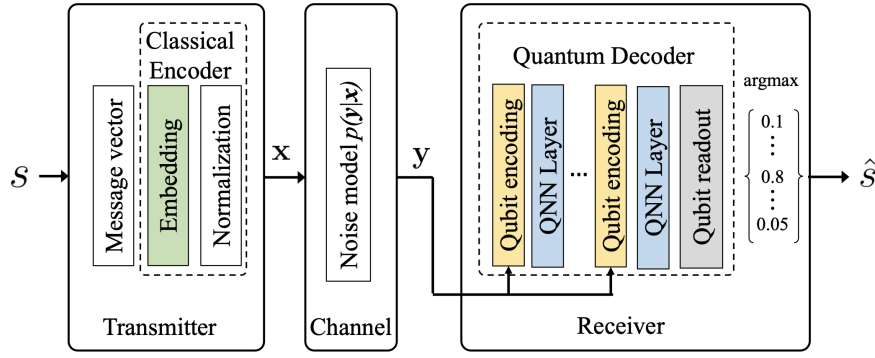 s
Message vector
Classical
Encoder
Embedding
Normalization
Transmitter
x
Noise model p(y|x)
Channel
y
Quantum Decoder
Qubit encoding
QNN Layer
...
Qubit encoding
QNN Layer
Qubit readout
argmax
0.1
⋮
0.8
⋮
0.05
Receiver
ŝ